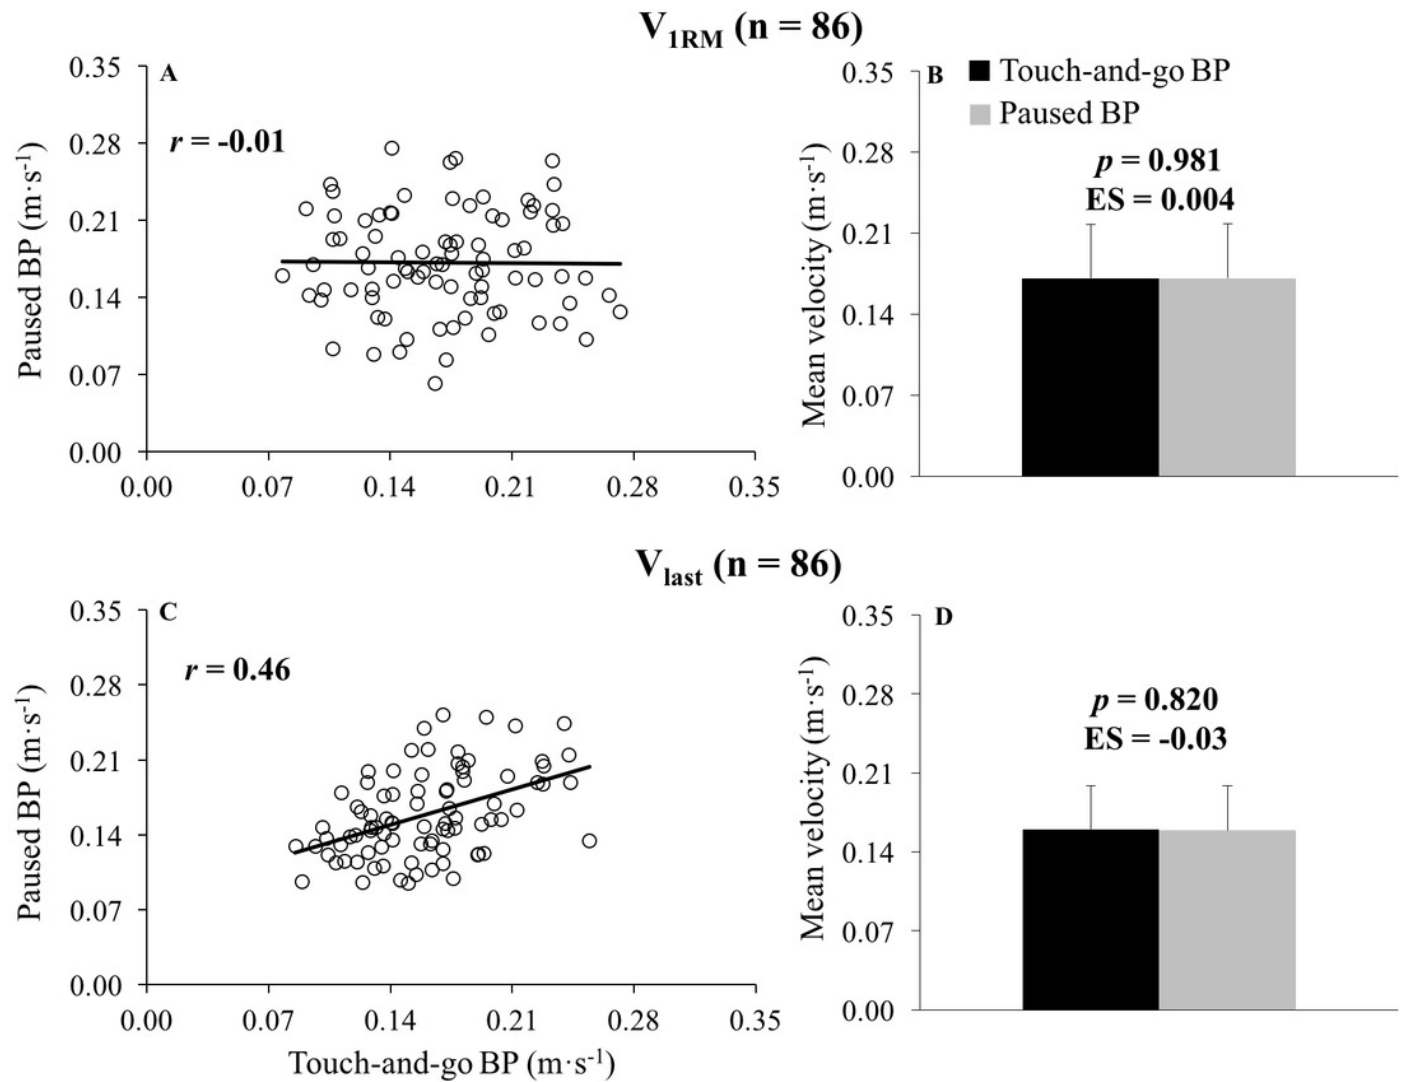 V1RM (n = 86)
A
r = -0.01
Paused BP (m·s-1)
0.35
0.28
0.21
0.14
0.07
0.00
0.00 0.07 0.14 0.21 0.28 0.35
B
Touch-and-go BP
Paused BP
p = 0.981
ES = 0.004
Mean velocity (m·s-1)
0.35
0.28
0.21
0.14
0.07
0.00
Vlast (n = 86)
C
r = 0.46
Paused BP (m·s-1)
0.35
0.28
0.21
0.14
0.07
0.00
0.00 0.07 0.14 0.21 0.28 0.35
Touch-and-go BP (m·s-1)
D
p = 0.820
ES = -0.03
Mean velocity (m·s-1)
0.35
0.28
0.21
0.14
0.07
0.00